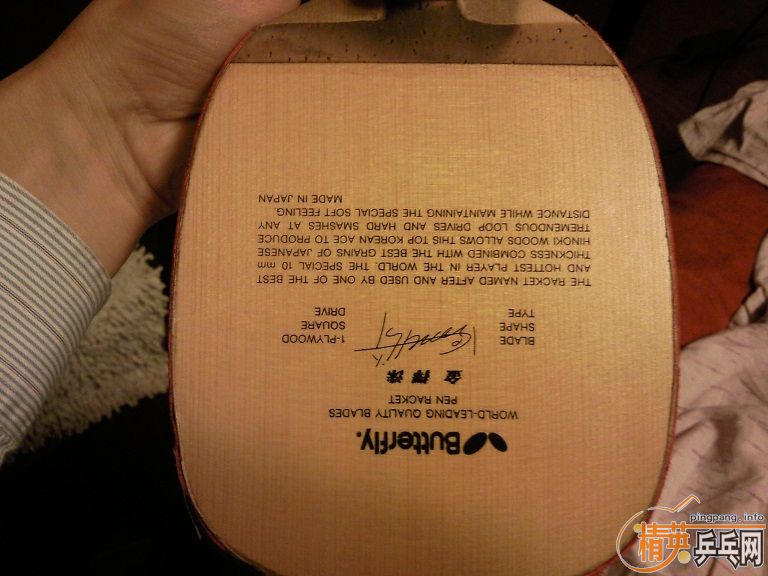 Butterfly.
WORLD-LEADING QUALITY BLADES
PEN RACKET
金擇洙
BLADE 1-PLYWOOD
SHAPE SQUARE
TYPE DRIVE
THE RACKET NAMED AFTER AND USED BY ONE OF THE BEST
AND HOTTEST PLAYER IN THE WORLD. THE SPECIAL 10 mm
THICKNESS COMBINED WITH THE BEST GRAINS OF JAPANESE
HINOKI WOODS ALLOWS THIS TOP KOREAN ACE TO PRODUCE
TREMENDOUS LOOP DRIVES AND HARD SMASHES AT ANY
DISTANCE WHILE MAINTAINING THE SPECIAL SOFT FEELING.
MADE IN JAPAN
pingpang.info
精英乒乓网